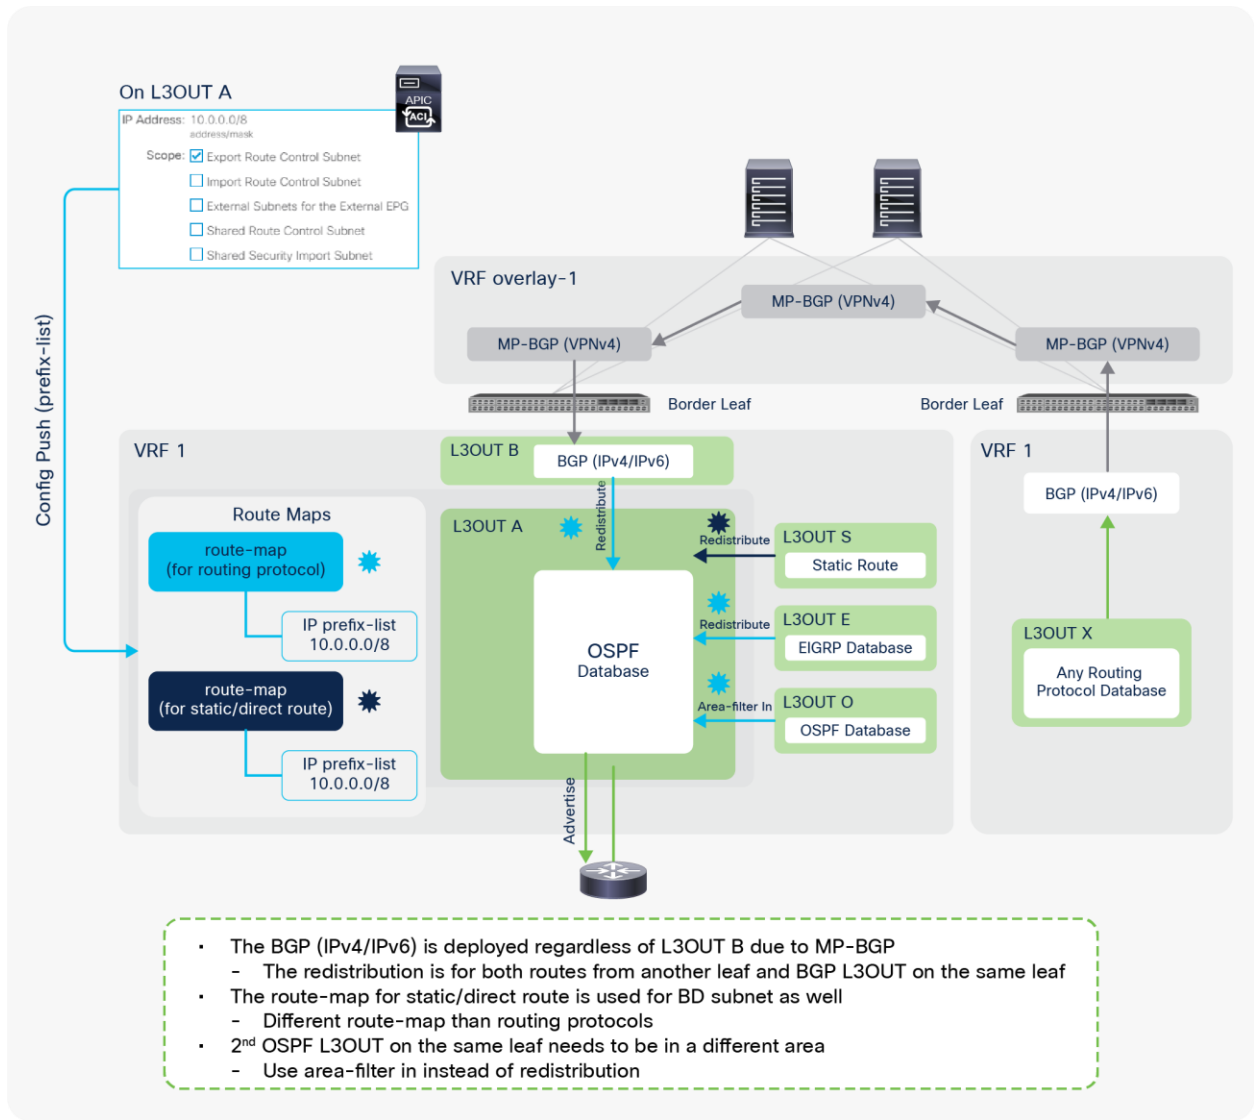 On L3OUT A
APIC
ACI
IP Address: 10.0.0.0/8
address/mask
Scope: Export Route Control Subnet
Import Route Control Subnet
External Subnets for the External EPG
Shared Route Control Subnet
Shared Security Import Subnet
Config Push (prefix-list)
VRF overlay-1
MP-BGP (VPNv4)
MP-BGP (VPNv4)
MP-BGP (VPNv4)
Border Leaf
Border Leaf
VRF 1
L3OUT B
BGP (IPv4/IPv6)
Route Maps
route-map
(for routing protocol)
IP prefix-list
10.0.0.0/8
route-map
(for static/direct route)
IP prefix-list
10.0.0.0/8
L3OUT A
Redistribute
OSPF
Database
Redistribute
L3OUT S
Static Route
Redistribute
L3OUT E
EIGRP Database
Area-filter In
L3OUT O
OSPF Database
Advertise
VRF 1
BGP (IPv4/IPv6)
L3OUT X
Any Routing
Protocol Database
· The BGP (IPv4/IPv6) is deployed regardless of L3OUT B due to MP-BGP
- The redistribution is for both routes from another leaf and BGP L3OUT on the same leaf
· The route-map for static/direct route is used for BD subnet as well
- Different route-map than routing protocols
· 2nd OSPF L3OUT on the same leaf needs to be in a different area
- Use area-filter in instead of redistribution